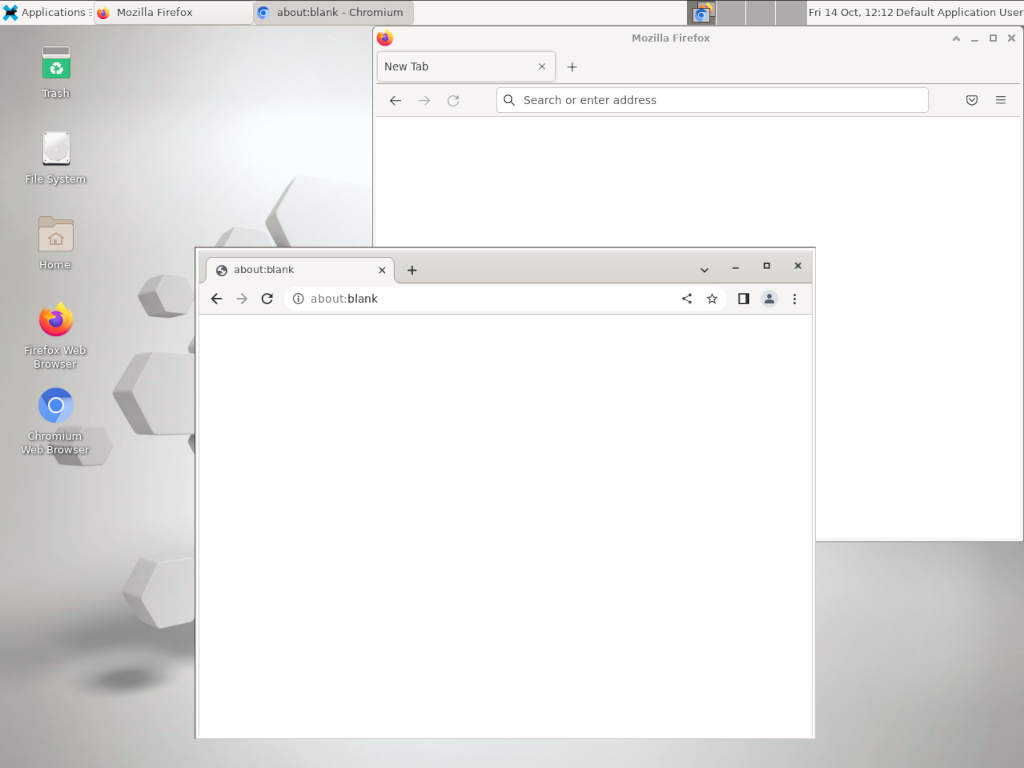 Applications
Mozilla Firefox
about:blank - Chromium
Fri 14 Oct, 12:12 Default Application User
Trash
File System
Home
Firefox Web
Browser
Chromium
Web Browser
Mozilla Firefox
New Tab
Search or enter address
about:blank
about:blank